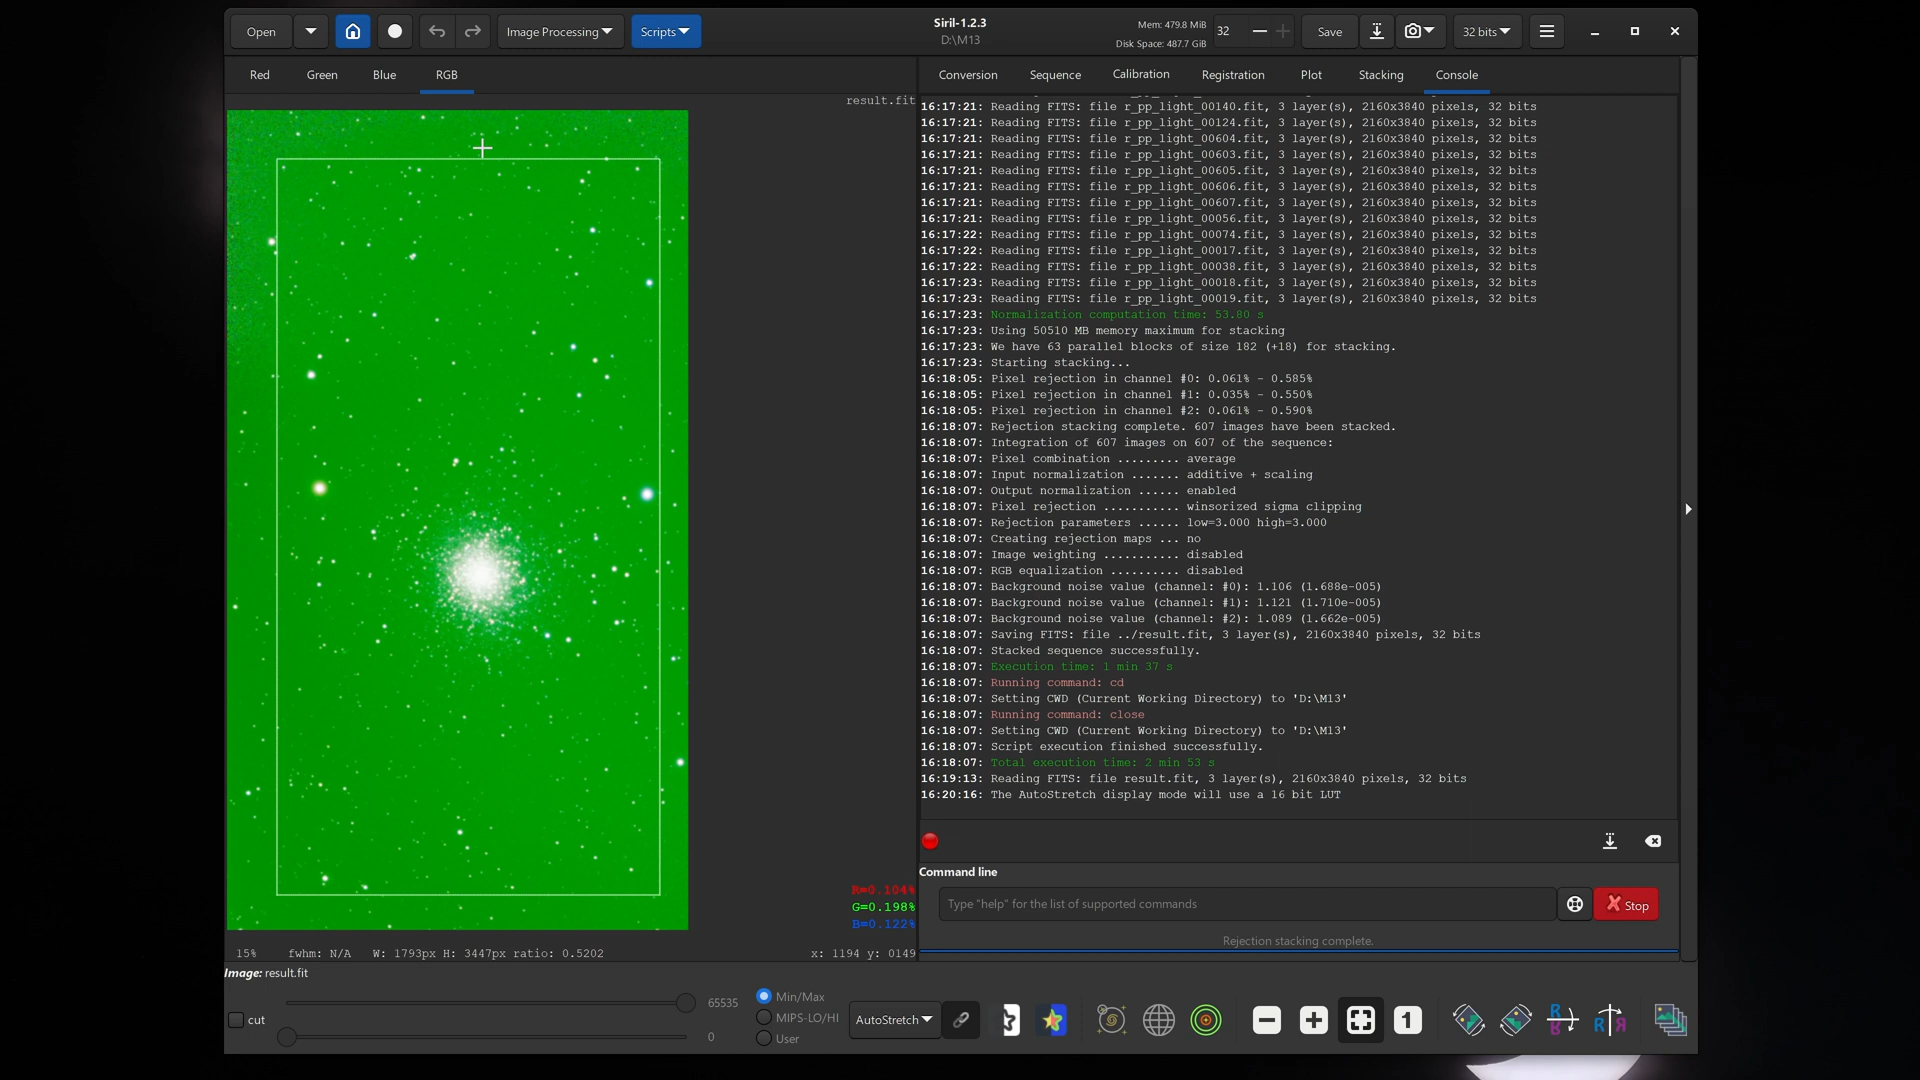 Open
Image Processing
Scripts
Siril-1.2.3
D:\M13
Mem: 479.8 MiB
Disk Space: 487.7 GiB
32
Save
32 bits
Red
Green
Blue
RGB
Conversion
Sequence
Calibration
Registration
Plot
Stacking
Console
result.fit
16:17:21: Reading FITS: file r_pp_light_00140.fit, 3 layer(s), 2160x3840 pixels, 32 bits
16:17:21: Reading FITS: file r_pp_light_00124.fit, 3 layer(s), 2160x3840 pixels, 32 bits
16:17:21: Reading FITS: file r_pp_light_00604.fit, 3 layer(s), 2160x3840 pixels, 32 bits
16:17:21: Reading FITS: file r_pp_light_00603.fit, 3 layer(s), 2160x3840 pixels, 32 bits
16:17:21: Reading FITS: file r_pp_light_00605.fit, 3 layer(s), 2160x3840 pixels, 32 bits
16:17:21: Reading FITS: file r_pp_light_00606.fit, 3 layer(s), 2160x3840 pixels, 32 bits
16:17:21: Reading FITS: file r_pp_light_00607.fit, 3 layer(s), 2160x3840 pixels, 32 bits
16:17:21: Reading FITS: file r_pp_light_00056.fit, 3 layer(s), 2160x3840 pixels, 32 bits
16:17:22: Reading FITS: file r_pp_light_00074.fit, 3 layer(s), 2160x3840 pixels, 32 bits
16:17:22: Reading FITS: file r_pp_light_00017.fit, 3 layer(s), 2160x3840 pixels, 32 bits
16:17:22: Reading FITS: file r_pp_light_00038.fit, 3 layer(s), 2160x3840 pixels, 32 bits
16:17:23: Reading FITS: file r_pp_light_00018.fit, 3 layer(s), 2160x3840 pixels, 32 bits
16:17:23: Reading FITS: file r_pp_light_00019.fit, 3 layer(s), 2160x3840 pixels, 32 bits
16:17:23: Normalization computation time: 53.80 s
16:17:23: Using 50510 MB memory maximum for stacking
16:17:23: We have 63 parallel blocks of size 182 (+18) for stacking.
16:17:23: Starting stacking...
16:18:05: Pixel rejection in channel #0: 0.061% - 0.585%
16:18:05: Pixel rejection in channel #1: 0.035% - 0.550%
16:18:05: Pixel rejection in channel #2: 0.061% - 0.590%
16:18:07: Rejection stacking complete. 607 images have been stacked.
16:18:07: Integration of 607 images on 607 of the sequence:
16:18:07: Pixel combination ......... average
16:18:07: Input normalization ....... additive + scaling
16:18:07: Output normalization ...... enabled
16:18:07: Pixel rejection ........... winsorized sigma clipping
16:18:07: Rejection parameters ...... low=3.000 high=3.000
16:18:07: Creating rejection maps ... no
16:18:07: Image weighting ........... disabled
16:18:07: RGB equalization .......... disabled
16:18:07: Background noise value (channel: #0): 1.106 (1.688e-005)
16:18:07: Background noise value (channel: #1): 1.121 (1.710e-005)
16:18:07: Background noise value (channel: #2): 1.089 (1.662e-005)
16:18:07: Saving FITS: file ../result.fit, 3 layer(s), 2160x3840 pixels, 32 bits
16:18:07: Stacked sequence successfully.
16:18:07: Execution time: 1 min 37 s
16:18:07: Running command: cd
16:18:07: Setting CWD (Current Working Directory) to 'D:\M13'
16:18:07: Running command: close
16:18:07: Setting CWD (Current Working Directory) to 'D:\M13'
16:18:07: Script execution finished successfully.
16:18:07: Total execution time: 2 min 53 s
16:19:13: Reading FITS: file result.fit, 3 layer(s), 2160x3840 pixels, 32 bits
16:20:16: The AutoStretch display mode will use a 16 bit LUT
Command line
Type "help" for the list of supported commands
Stop
Rejection stacking complete.
R=0.104%
G=0.198%
B=0.122%
15% fwhm: N/A W: 1793px H: 3447px ratio: 0.5202
x: 1194 y: 0149
Image: result.fit
cut
65535
0
Min/Max
MIPS-LO/HI
User
AutoStretch
1